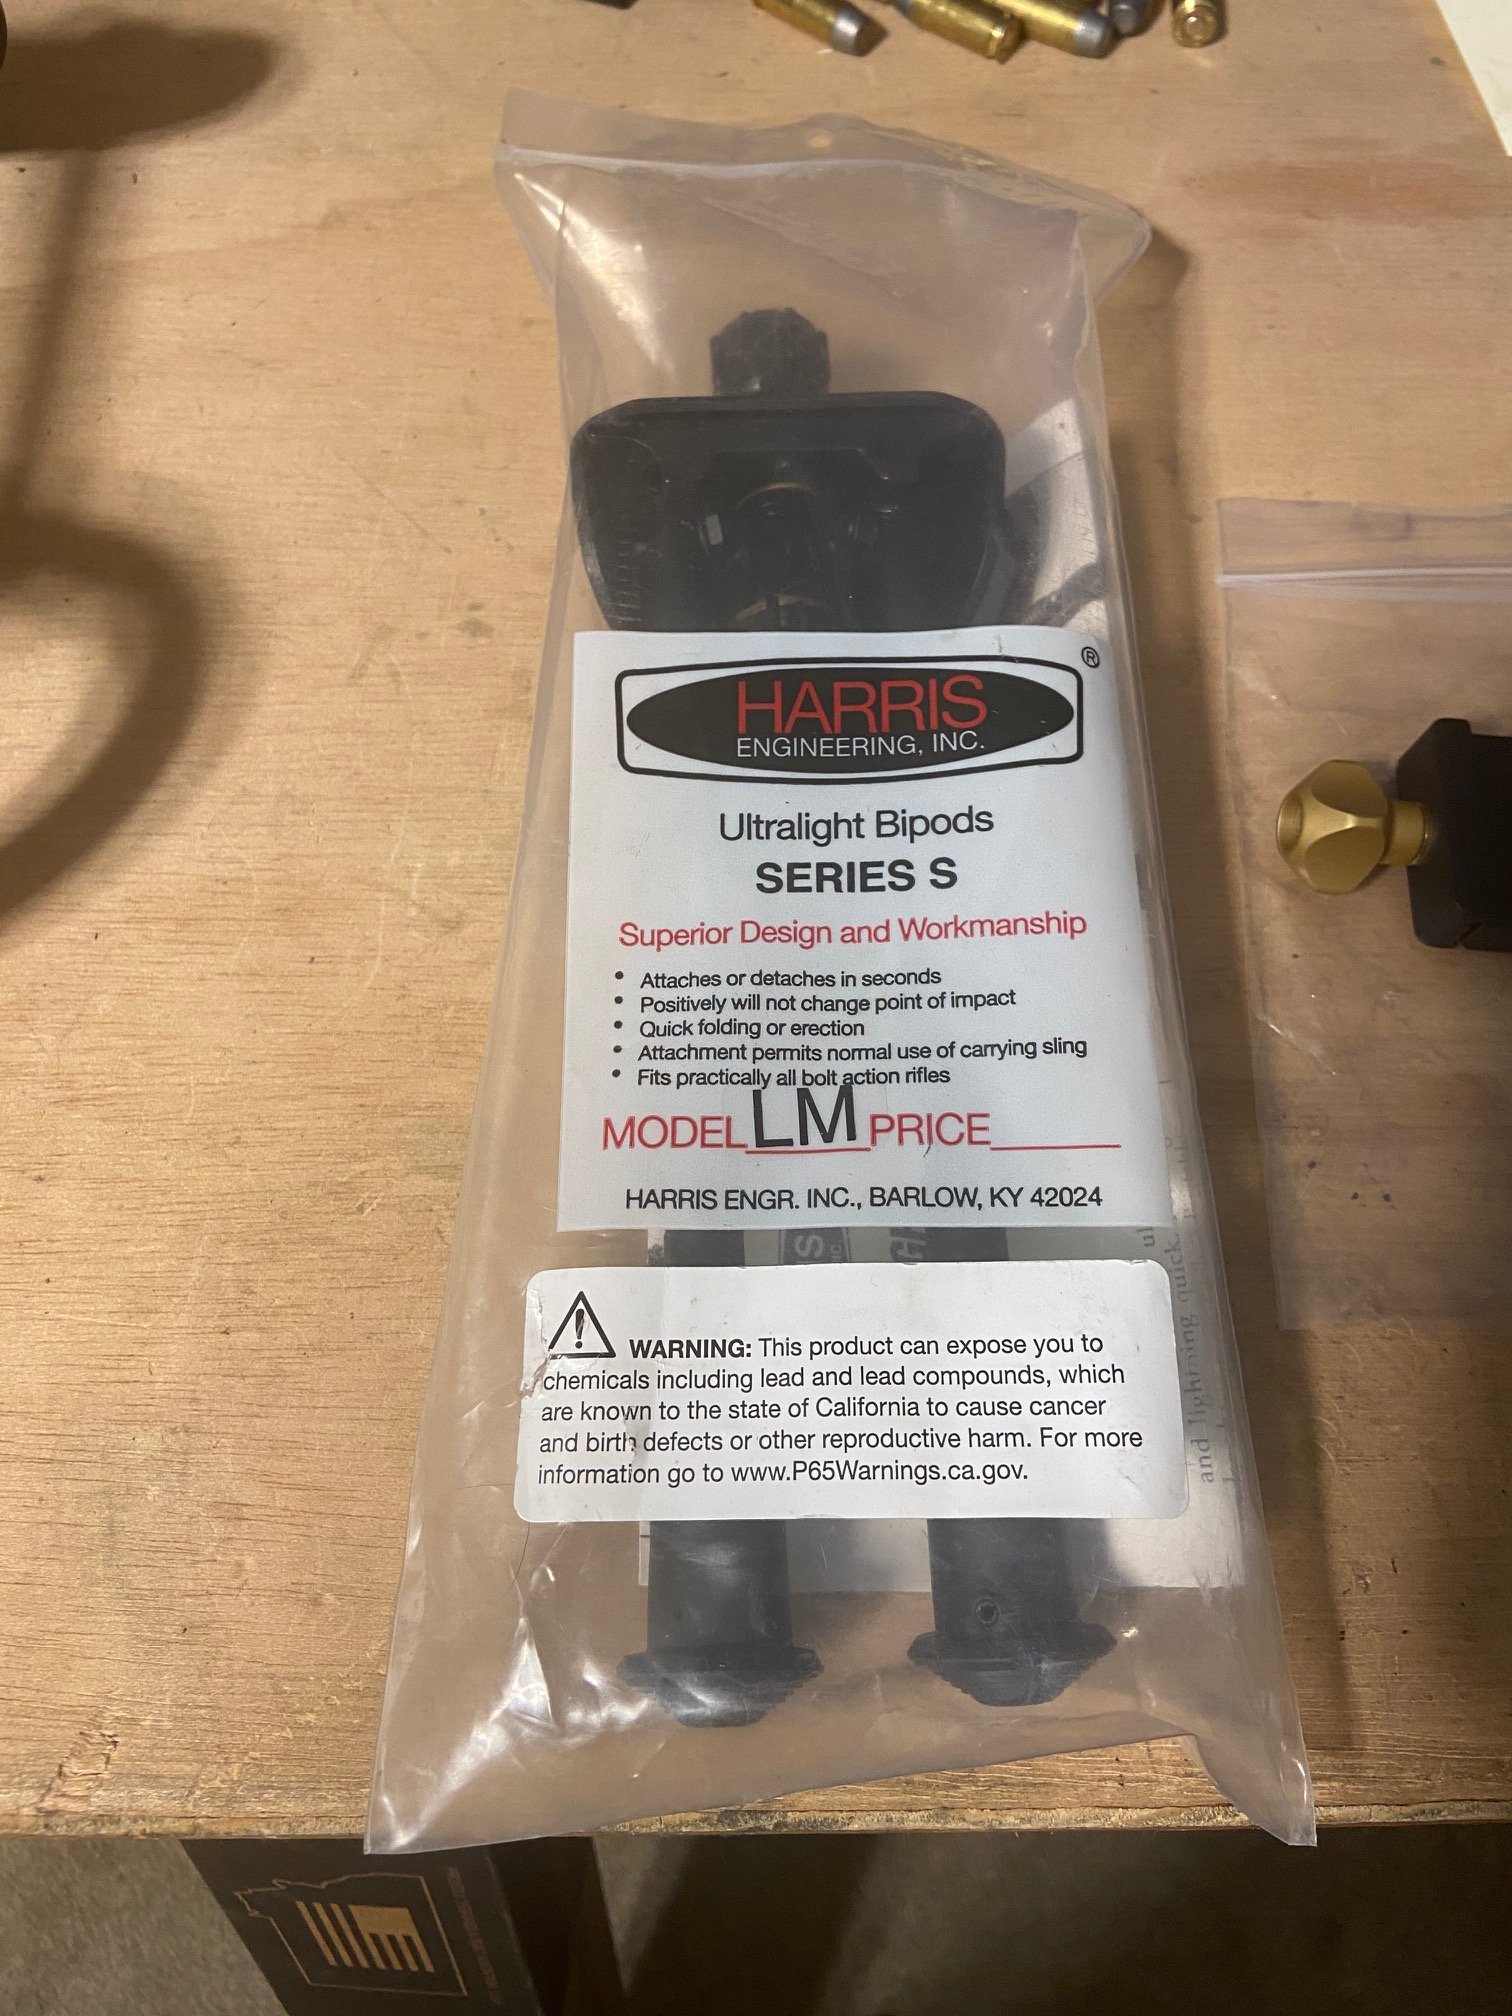 HARRIS ®
ENGINEERING, INC.
Ultralight Bipods
SERIES S
Superior Design and Workmanship
• Attaches or detaches in seconds
• Positively will not change point of impact
• Quick folding or erection
• Attachment permits normal use of carrying sling
• Fits practically all bolt action rifles
MODEL LM PRICE______
HARRIS ENGR. INC., BARLOW, KY 42024
WARNING: This product can expose you to
chemicals including lead and lead compounds, which
are known to the state of California to cause cancer
and birth defects or other reproductive harm. For more
information go to www.P65Warnings.ca.gov.
and lightning quick